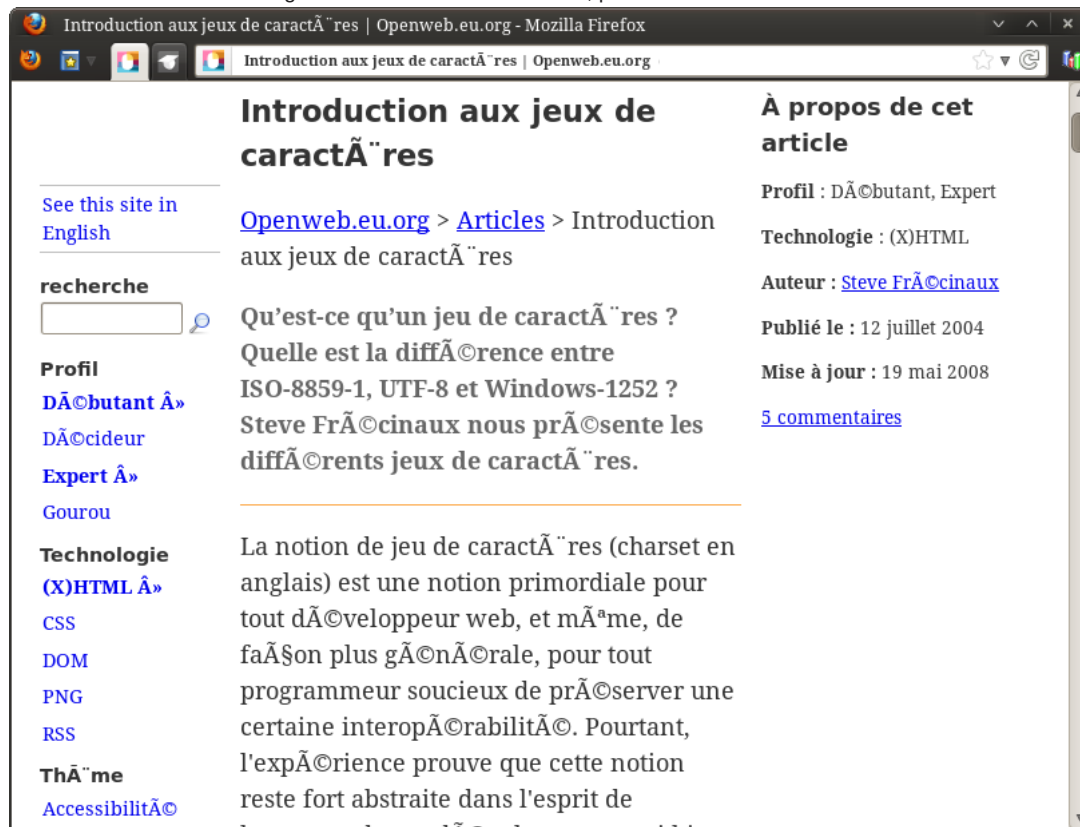 Introduction aux jeux de caractÃ¨res | Openweb.eu.org - Mozilla Firefox
Introduction aux jeux de caractÃ¨res | Openweb.eu.org
See this site in
English
recherche
Profil
DÃ©butant Â»
DÃ©cideur
Expert Â»
Gourou
Technologie
(X)HTML Â»
CSS
DOM
PNG
RSS
ThÃ¨me
AccessibilitÃ©
Introduction aux jeux de
caractÃ¨res
Openweb.eu.org > Articles > Introduction
aux jeux de caractÃ¨res
Qu’est-ce qu’un jeu de caractÃ¨res ?
Quelle est la diffÃ©rence entre
ISO-8859-1, UTF-8 et Windows-1252 ?
Steve FrÃ©cinaux nous prÃ©sente les
diffÃ©rents jeux de caractÃ¨res.
La notion de jeu de caractÃ¨res (charset en
anglais) est une notion primordiale pour
tout dÃ©veloppeur web, et mÃªme, de
faÃ§on plus gÃ©nÃ©rale, pour tout
programmeur soucieux de prÃ©server une
certaine interopÃ©rabilitÃ©. Pourtant,
l'expÃ©rience prouve que cette notion
reste fort abstraite dans l'esprit de
À propos de cet
article
Profil : DÃ©butant, Expert
Technologie : (X)HTML
Auteur : Steve FrÃ©cinaux
Publié le : 12 juillet 2004
Mise à jour : 19 mai 2008
5 commentaires